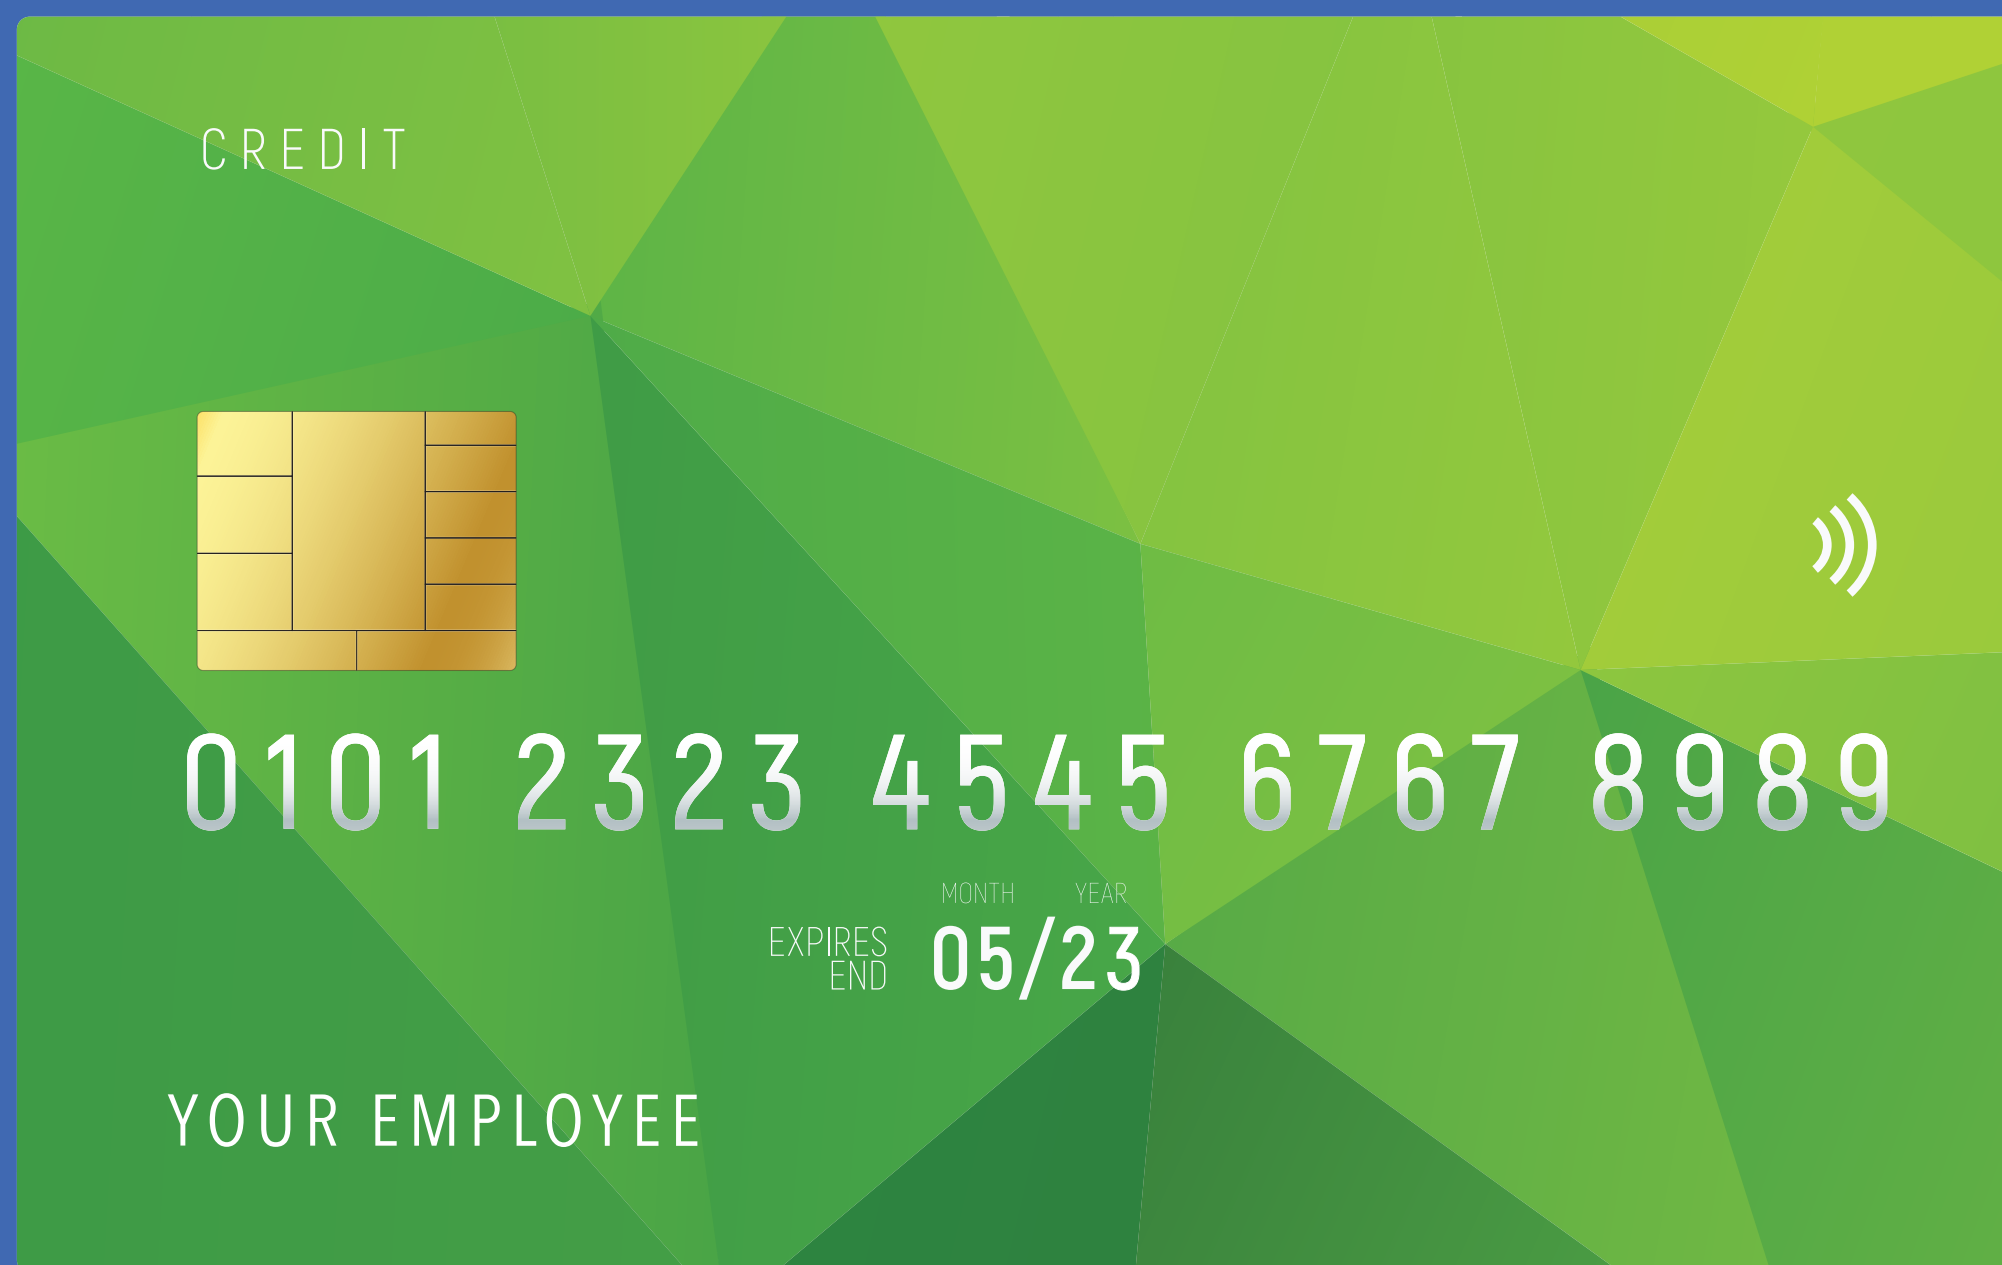 CREDIT
0101 2323 4545 6767 8989
MONTH YEAR
EXPIRES END 05/23
YOUR EMPLOYEE